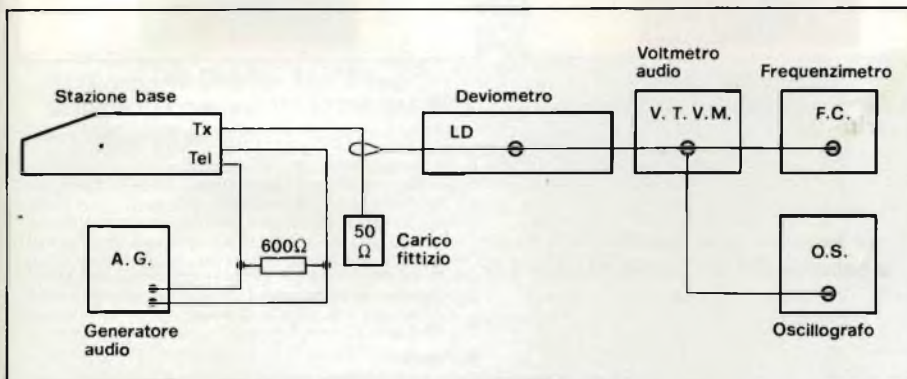 Stazione base
Tx
Tel
A. G.
Generatore
audio
600Ω
50
Ω
Carico
fittizio
Deviometro
LD
Voltmetro
audio
V. T. V. M.
Frequenzimetro
F.C.
O.S.
Oscillografo